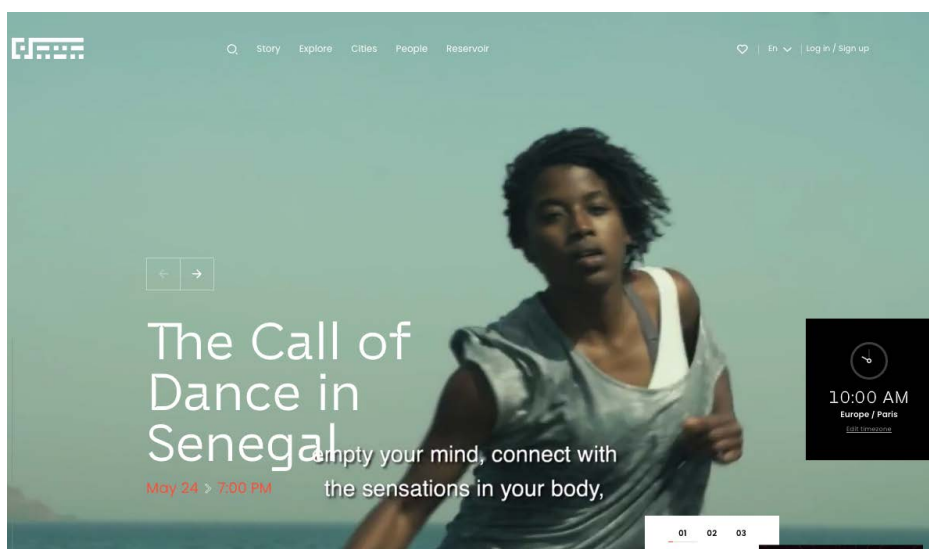 Story Explore Cities People Reservoir
En
Log in / Sign up
The Call of
Dance in
Senegal
May 24 > 7:00 PM
empty your mind, connect with
the sensations in your body,
10:00 AM
Europe / Paris
Edit timezone
01 02 03